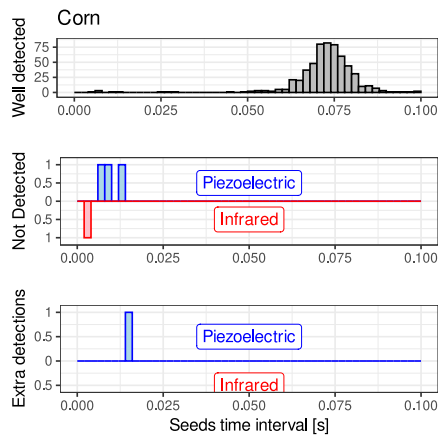 Corn
Well detected
75
50
25
0
0.000 0.025 0.050 0.075 0.100
Not Detected
1
0.5
0
0.5
1
Piezoelectric
Infrared
0.000 0.025 0.050 0.075 0.100
Extra detections
1
0.5
0
0.5
Piezoelectric
Infrared
0.000 0.025 0.050 0.075 0.100
Seeds time interval [s]